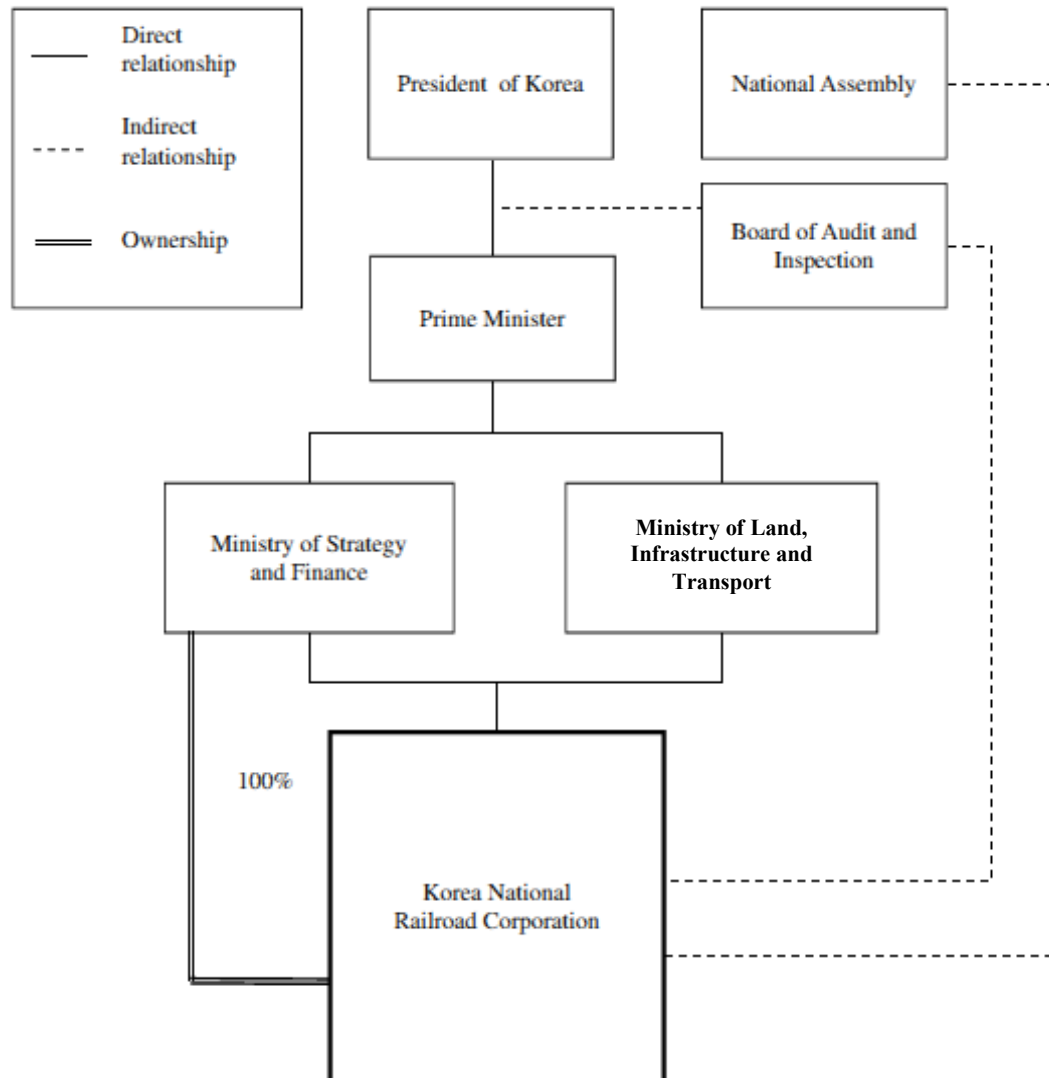 Direct
relationship
Indirect
relationship
Ownership
President of Korea
National Assembly
Board of Audit and
Inspection
Prime Minister
Ministry of Strategy
and Finance
Ministry of Land,
Infrastructure and
Transport
100%
Korea National
Railroad Corporation